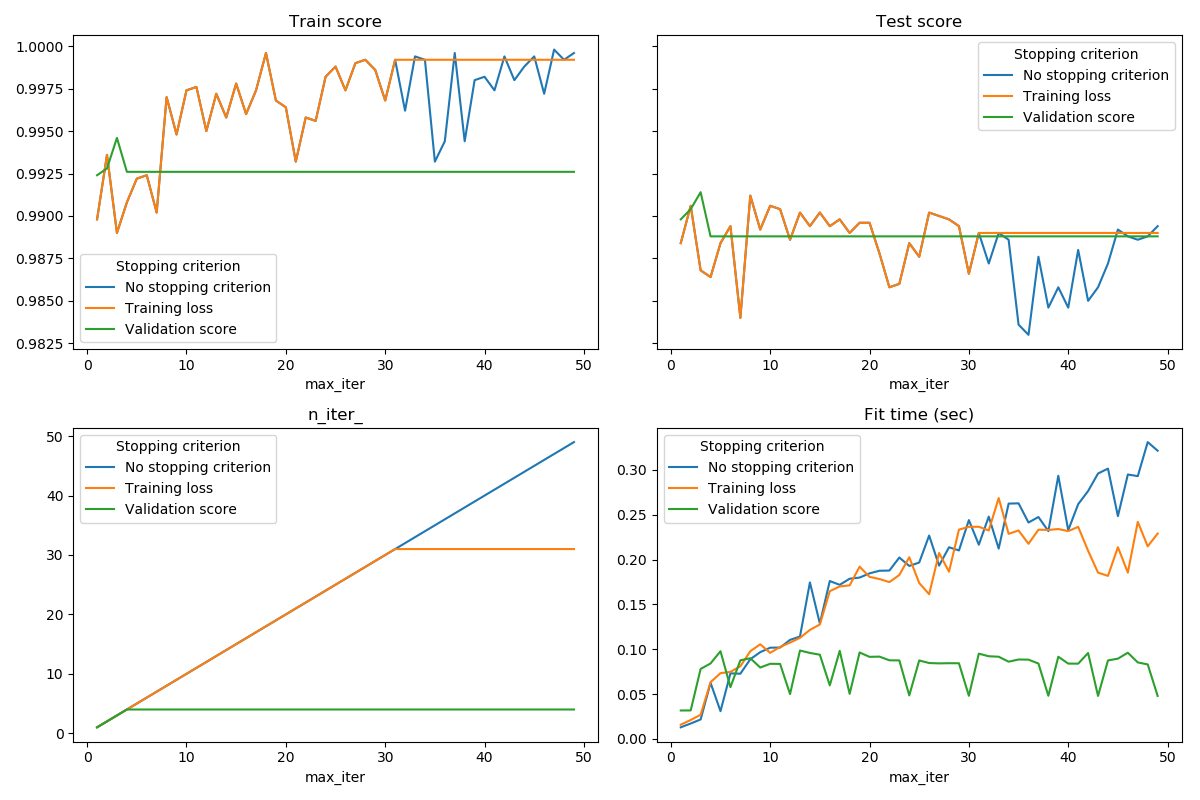 Train score
1.0000
0.9975
0.9950
0.9925
0.9900
0.9875
0.9850
0.9825
Stopping criterion
No stopping criterion
Training loss
Validation score
0 10 20 30 40 50
max_iter
Test score
Stopping criterion
No stopping criterion
Training loss
Validation score
0 10 20 30 40 50
max_iter
n_iter_
50
40
30
20
10
0
Stopping criterion
No stopping criterion
Training loss
Validation score
0 10 20 30 40 50
max_iter
Fit time (sec)
0.30
0.25
0.20
0.15
0.10
0.05
0.00
Stopping criterion
No stopping criterion
Training loss
Validation score
0 10 20 30 40 50
max_iter